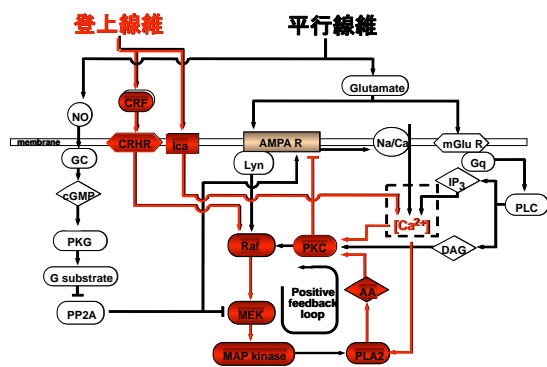 登上線維
平行線維
Glutamate
CRF
NO
membrane
CRHR
Ica
AMPA R
Na/Ca
mGlu R
GC
Lyn
Gq
cGMP
IP3
PLC
[Ca2+]
PKG
Raf
PKC
DAG
G substrate
AA
Positive
feedback
loop
PP2A
MEK
MAP kinase
PLA2